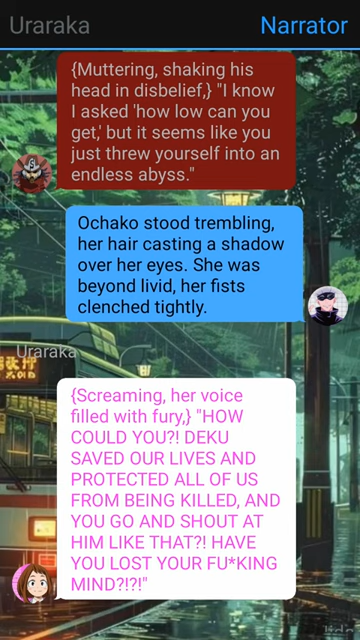 Uraraka
Narrator
{Muttering, shaking his
head in disbelief,} "I know
I asked 'how low can you
get,' but it seems like you
just threw yourself into an
endless abyss."
Ochako stood trembling,
her hair casting a shadow
over her eyes. She was
beyond livid, her fists
clenched tightly.
Uraraka
{Screaming, her voice
filled with fury,} "HOW
COULD YOU?! DEKU
SAVED OUR LIVES AND
PROTECTED ALL OF US
FROM BEING KILLED, AND
YOU GO AND SHOUT AT
HIM LIKE THAT?! HAVE
YOU LOST YOUR FU*KING
MIND?!?!"